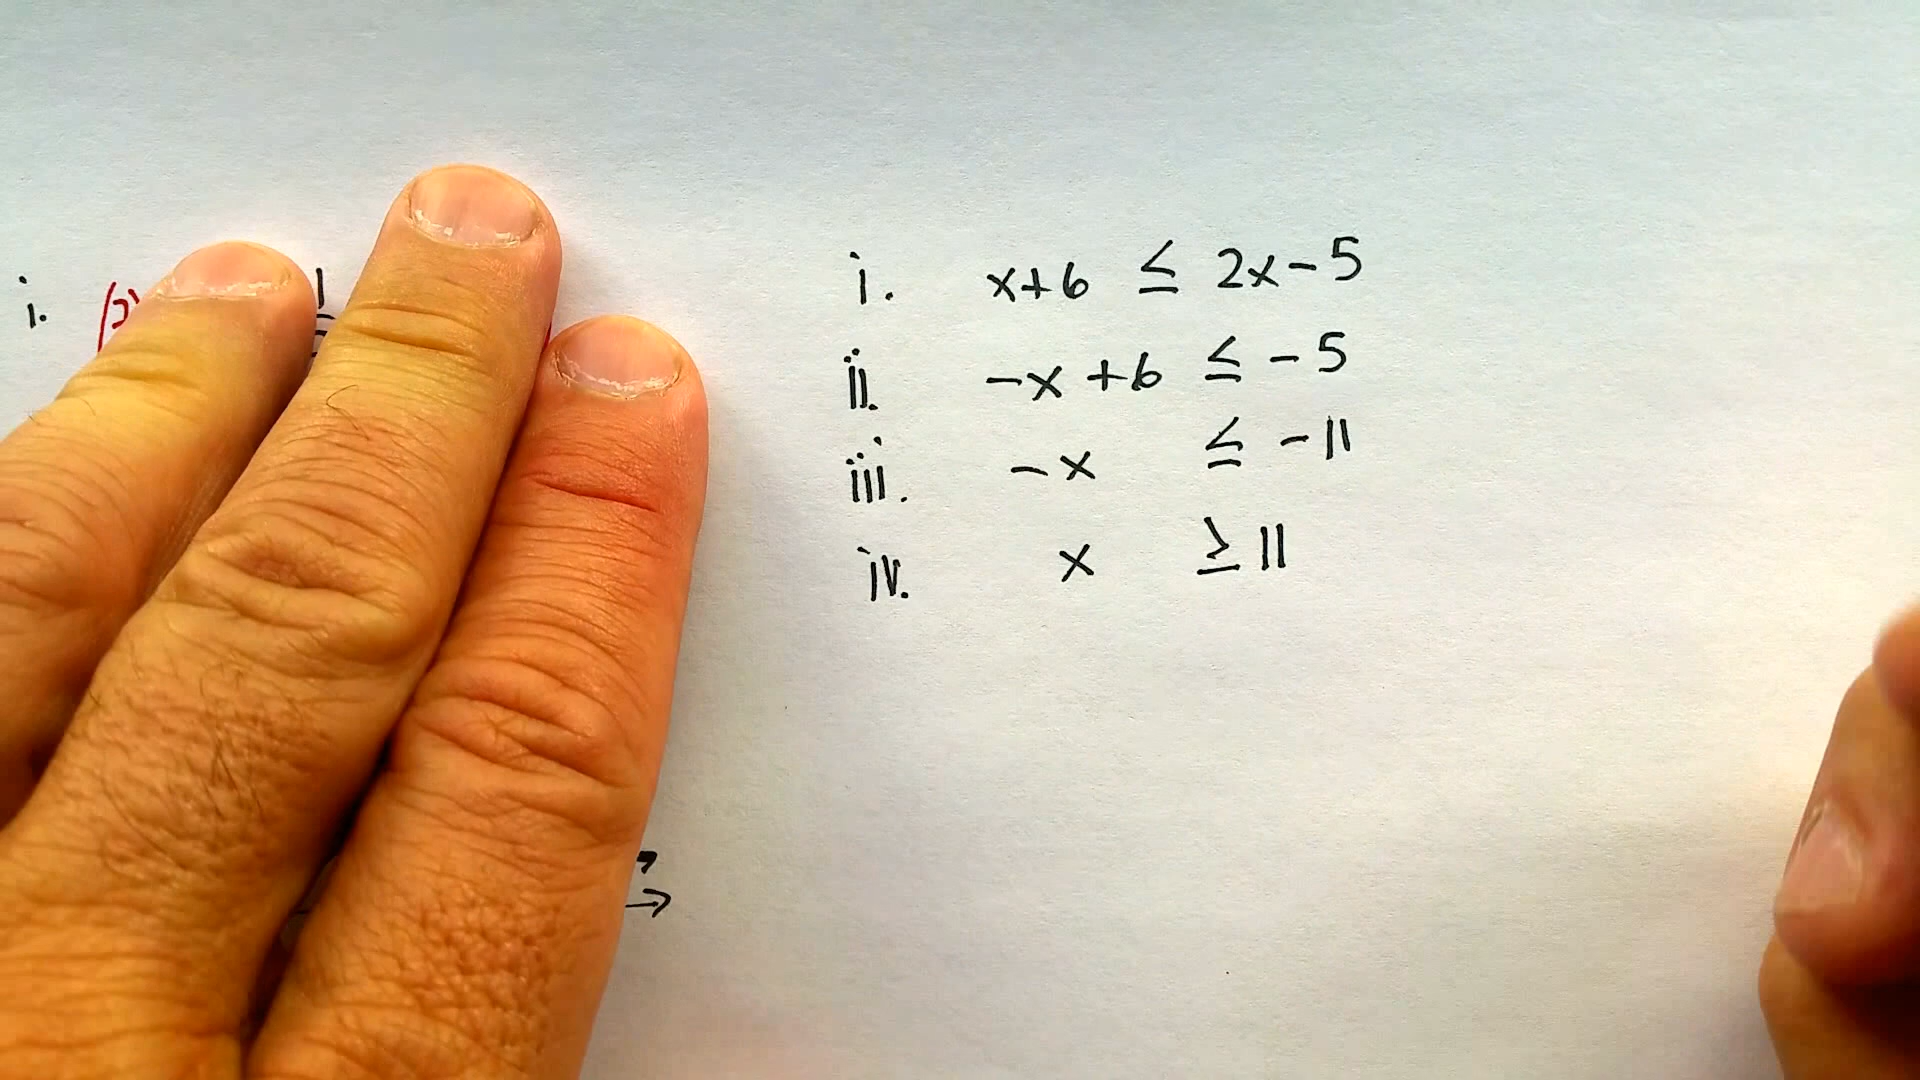 i.
i. x+6 ≤ 2x-5
ii. -x+6 ≤ -5
iii. -x ≤ -11
iv. x ≥ 11